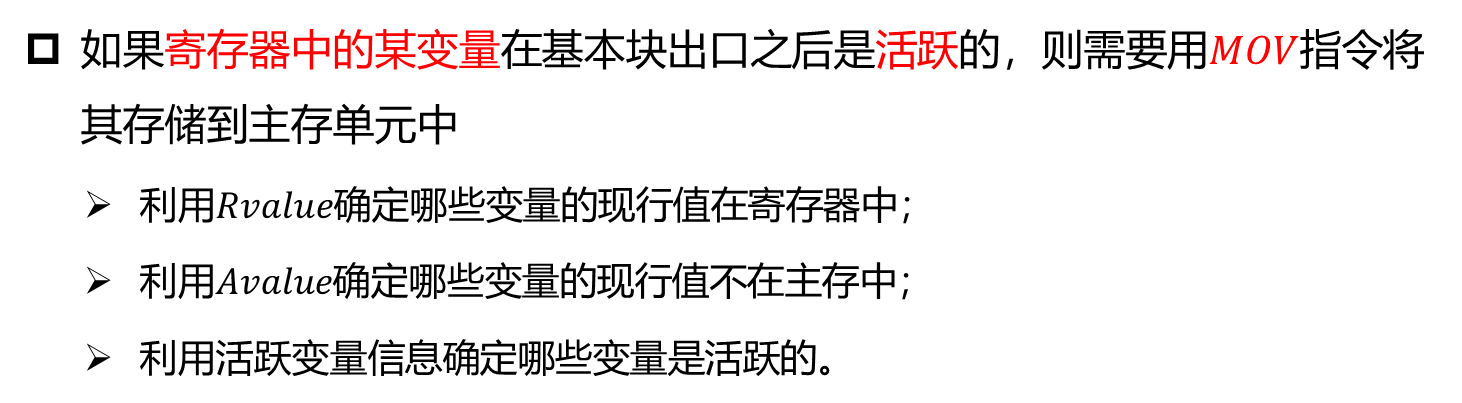 如果寄存器中的某变量在基本块出口之后是活跃的，则需要用MOV指令将
其存储到主存单元中
利用Rvalue确定哪些变量的现行值在寄存器中；
利用Avalue确定哪些变量的现行值不在主存中；
利用活跃变量信息确定哪些变量是活跃的。